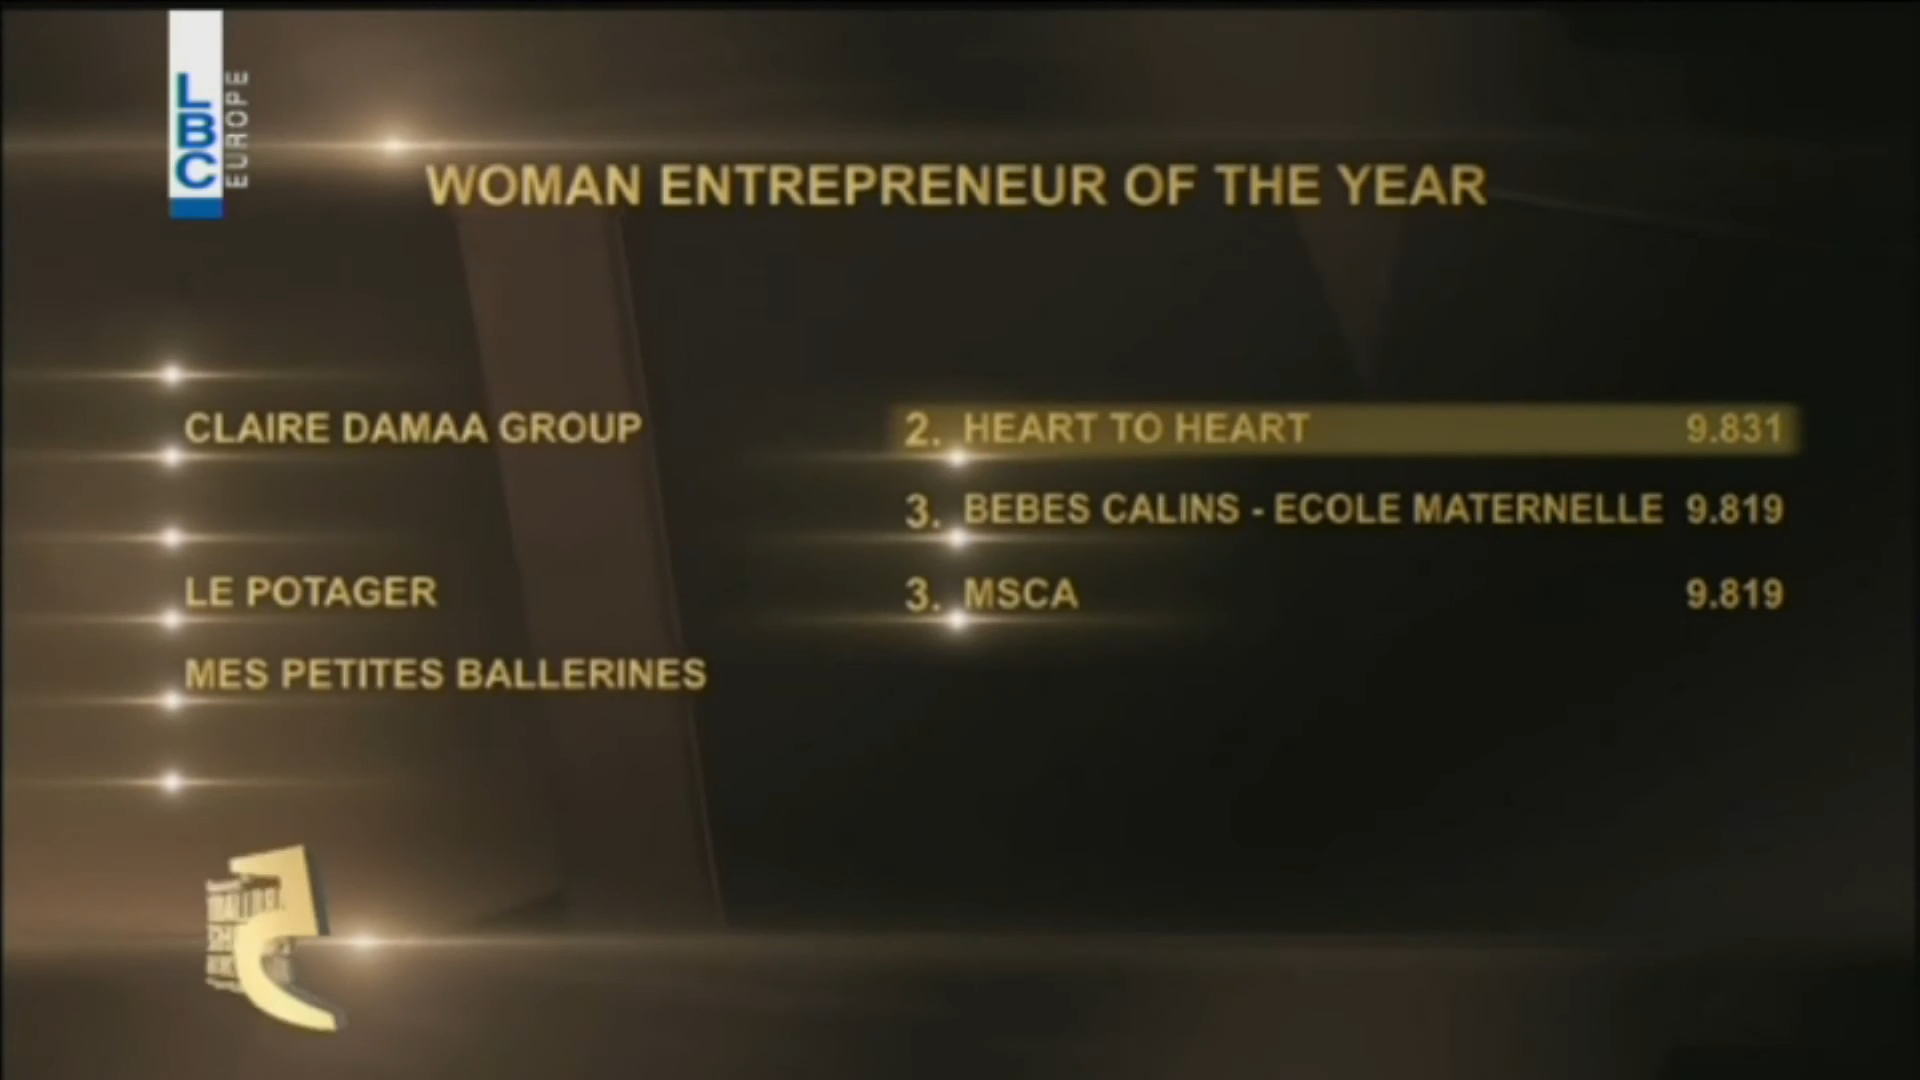 LBC
EUROPE
WOMAN ENTREPRENEUR OF THE YEAR
CLAIRE DAMAA GROUP
LE POTAGER
MES PETITES BALLERINES
2. HEART TO HEART 9.831
3. BEBES CALINS - ECOLE MATERNELLE 9.819
3. MSCA 9.819